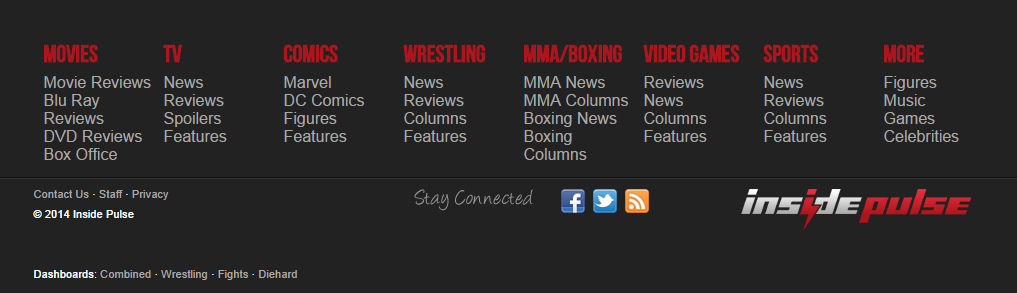 MOVIES
Movie Reviews
Blu Ray
Reviews
DVD Reviews
Box Office
TV
News
Reviews
Spoilers
Features
COMICS
Marvel
DC Comics
Figures
Features
WRESTLING
News
Reviews
Columns
Features
MMA/BOXING
MMA News
MMA Columns
Boxing News
Boxing
Columns
VIDEO GAMES
Reviews
News
Columns
Features
SPORTS
News
Reviews
Columns
Features
MORE
Figures
Music
Games
Celebrities
Contact Us · Staff · Privacy
© 2014 Inside Pulse
Stay Connected
insidepulse
Dashboards: Combined · Wrestling · Fights · Diehard